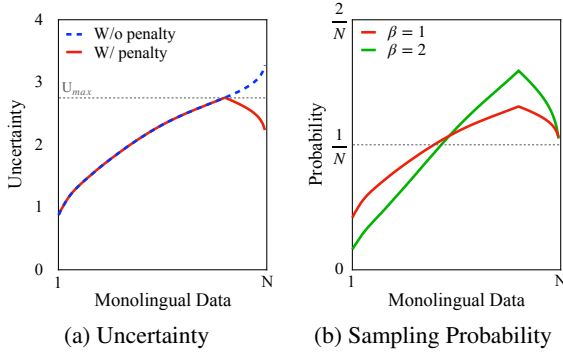 4
3
2
1
0
Uncertainty
W/o penalty
W/ penalty
U_max
1
N
Monolingual Data
(a) Uncertainty
2/N
1/N
0
Probability
β = 1
β = 2
1
N
Monolingual Data
(b) Sampling Probability